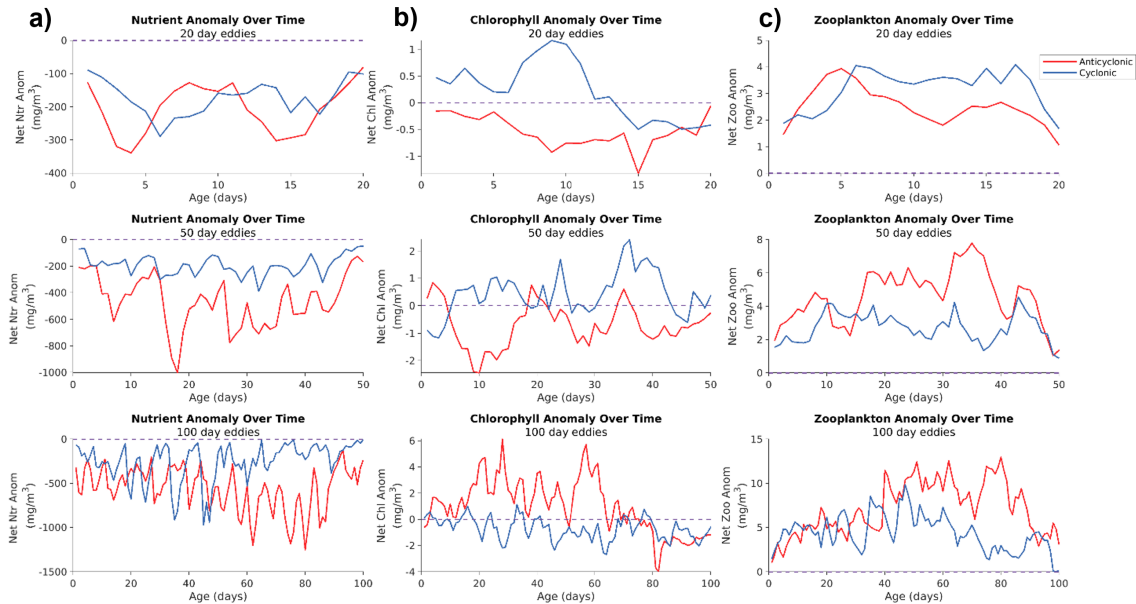 a)
Nutrient Anomaly Over Time
20 day eddies
0
-100
-200
-300
-400
Net Ntr Anom
(mg/m³)
0 5 10 15 20
Age (days)
b)
Chlorophyll Anomaly Over Time
20 day eddies
1
0.5
0
-0.5
-1
Net Chl Anom
(mg/m³)
0 5 10 15 20
Age (days)
c)
Zooplankton Anomaly Over Time
20 day eddies
Anticyclonic
Cyclonic
5
4
3
2
1
0
Net Zoo Anom
(mg/m³)
0 5 10 15 20
Age (days)
Nutrient Anomaly Over Time
50 day eddies
0
-200
-400
-600
-800
-1000
Net Ntr Anom
(mg/m³)
0 10 20 30 40 50
Age (days)
Chlorophyll Anomaly Over Time
50 day eddies
2
1
0
-1
-2
Net Chl Anom
(mg/m³)
0 10 20 30 40 50
Age (days)
Zooplankton Anomaly Over Time
50 day eddies
8
6
4
2
0
Net Zoo Anom
(mg/m³)
0 10 20 30 40 50
Age (days)
Nutrient Anomaly Over Time
100 day eddies
0
-500
-1000
-1500
Net Ntr Anom
(mg/m³)
0 20 40 60 80 100
Age (days)
Chlorophyll Anomaly Over Time
100 day eddies
6
4
2
0
-2
-4
Net Chl Anom
(mg/m³)
0 20 40 60 80 100
Age (days)
Zooplankton Anomaly Over Time
100 day eddies
15
10
5
0
Net Zoo Anom
(mg/m³)
0 20 40 60 80 100
Age (days)